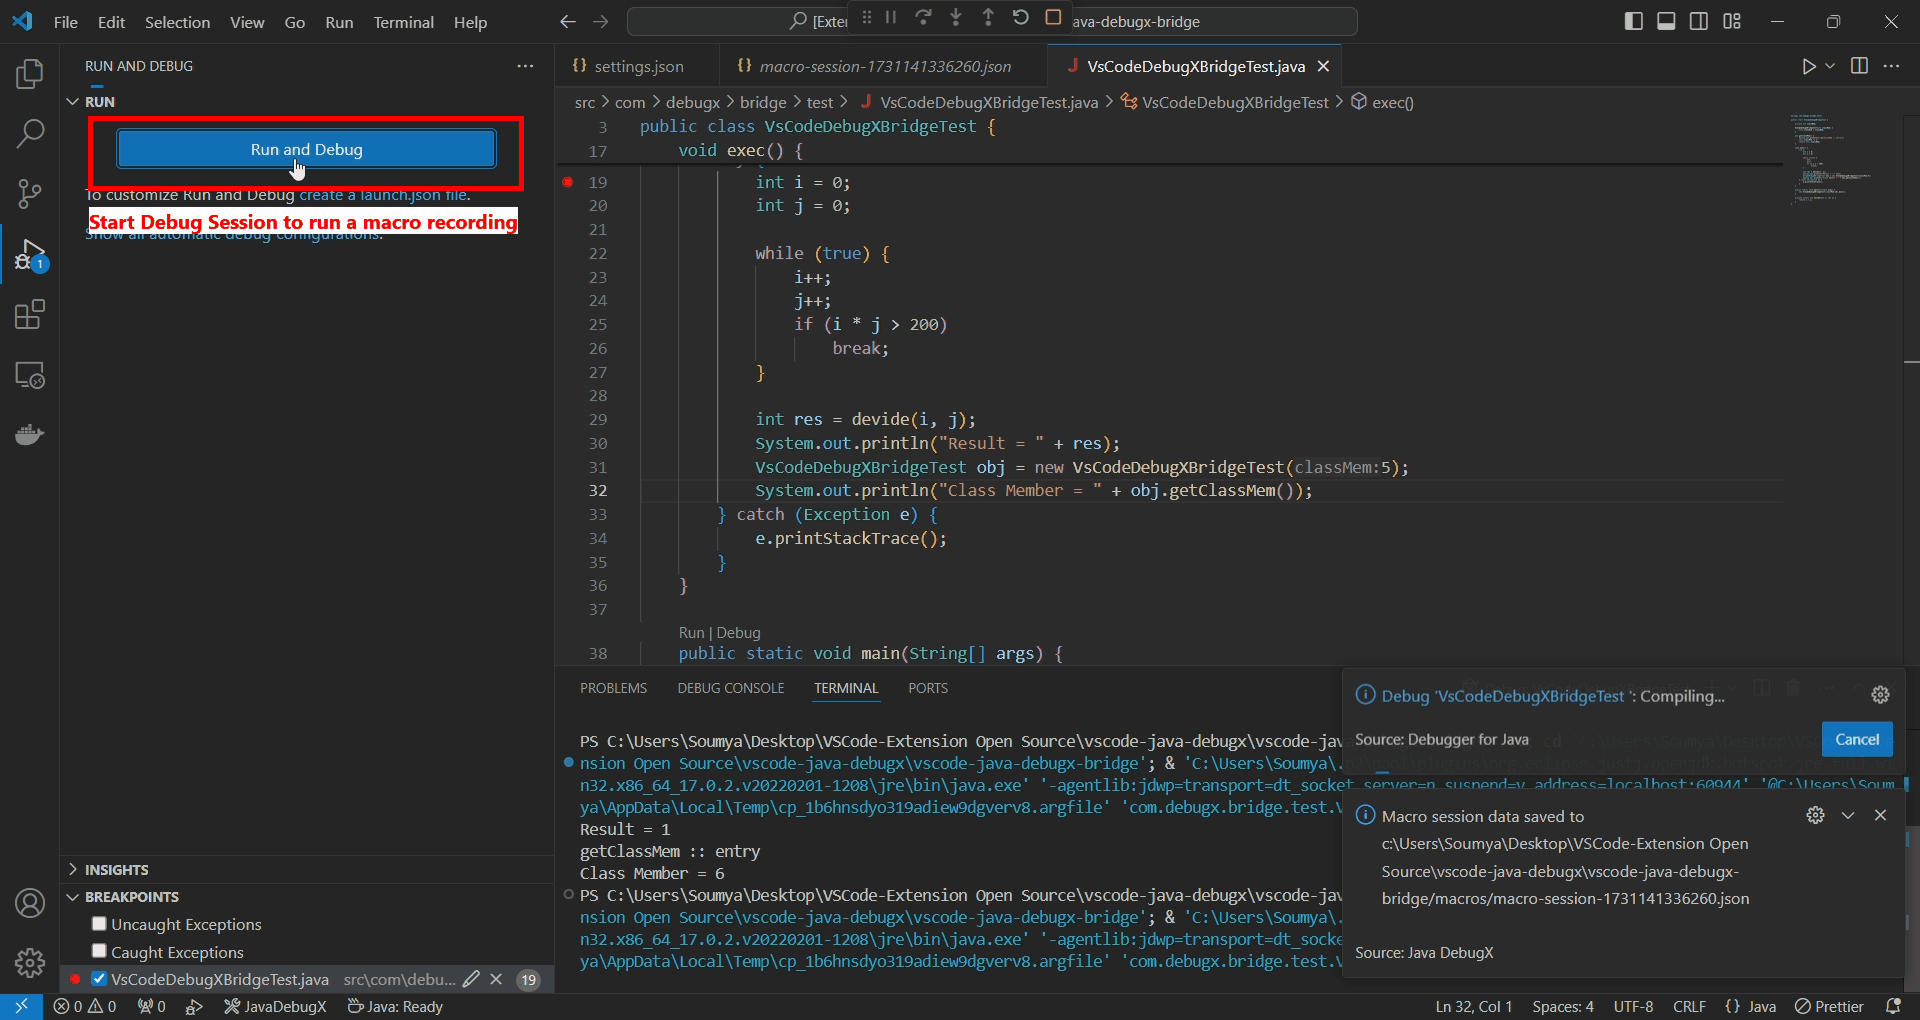 File Edit Selection View Go Run Terminal Help
[Exte
ava-debugx-bridge
RUN AND DEBUG
RUN
Run and Debug
To customize Run and Debug create a launch.json file.
Start Debug Session to run a macro recording
Show all automatic debug configurations.
1
INSIGHTS
BREAKPOINTS
Uncaught Exceptions
Caught Exceptions
VsCodeDebugXBridgeTest.java src\com\debu... 19
settings.json macro-session-1731141336260.json VsCodeDebugXBridgeTest.java
src > com > debugx > bridge > test > VsCodeDebugXBridgeTest.java > VsCodeDebugXBridgeTest > exec()
3 public class VsCodeDebugXBridgeTest {
17 void exec() {
19 int i = 0;
20 int j = 0;
21
22 while (true) {
23 i++;
24 j++;
25 if (i * j > 200)
26 break;
27 }
28
29 int res = devide(i, j);
30 System.out.println("Result = " + res);
31 VsCodeDebugXBridgeTest obj = new VsCodeDebugXBridgeTest(classMem:5);
32 System.out.println("Class Member = " + obj.getClassMem());
33 } catch (Exception e) {
34 e.printStackTrace();
35 }
36 }
37
Run | Debug
38 public static void main(String[] args) {
PROBLEMS DEBUG CONSOLE TERMINAL PORTS
PS C:\Users\Soumya\Desktop\VSCode-Extension Open Source\vscode-java-debugx\vscode-jav
nsion Open Source\vscode-java-debugx\vscode-java-debugx-bridge'; & 'C:\Users\Soumya\.
n32.x86_64_17.0.2.v20220201-1208\jre\bin\java.exe' '-agentlib:jdwp=transport=dt_socket,server=n,suspend=y,address=localhost:60944' '@C:\Users\Soum
ya\AppData\Local\Temp\cp_1b6hnsdyo319adiew9dgverv8.argfile' 'com.debugx.bridge.test.V
Result = 1
getClassMem :: entry
Class Member = 6
PS C:\Users\Soumya\Desktop\VSCode-Extension Open Source\vscode-java-debugx\vscode-jav
nsion Open Source\vscode-java-debugx\vscode-java-debugx-bridge'; & 'C:\Users\Soumya\.
n32.x86_64_17.0.2.v20220201-1208\jre\bin\java.exe' '-agentlib:jdwp=transport=dt_socke
ya\AppData\Local\Temp\cp_1b6hnsdyo319adiew9dgverv8.argfile' 'com.debugx.bridge.test.V
Debug 'VsCodeDebugXBridgeTest': Compiling...
Source: Debugger for Java
Cancel
Macro session data saved to
c:\Users\Soumya\Desktop\VSCode-Extension Open
Source\vscode-java-debugx\vscode-java-debugx-
bridge/macros/macro-session-1731141336260.json
Source: Java DebugX
0 0 0 JavaDebugX Java: Ready
Ln 32, Col 1 Spaces: 4 UTF-8 CRLF {} Java Prettier